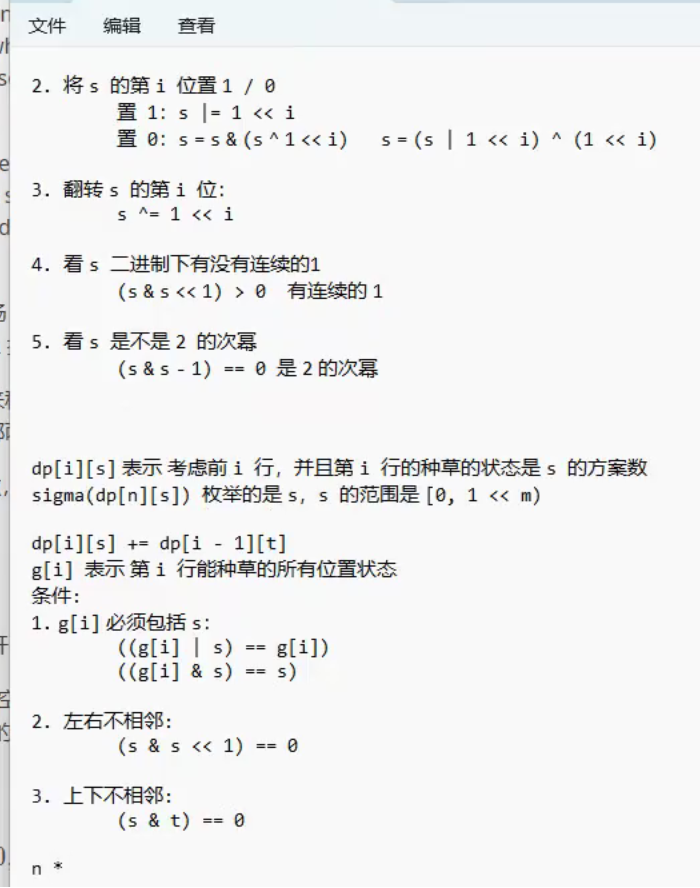 文件 编辑 查看
2. 将 s 的第 i 位置 1 / 0
置 1: s |= 1 << i
置 0: s = s & (s ^ 1 << i) s = (s | 1 << i) ^ (1 << i)
3. 翻转 s 的第 i 位:
s ^= 1 << i
4. 看 s 二进制下有没有连续的1
(s & s << 1) > 0 有连续的 1
5. 看 s 是不是 2 的次幂
(s & s - 1) == 0 是 2 的次幂
dp[i][s] 表示 考虑前 i 行，并且第 i 行的种草的状态是 s 的方案数
sigma(dp[n][s]) 枚举的是 s，s 的范围是 [0, 1 << m)
dp[i][s] += dp[i - 1][t]
g[i] 表示 第 i 行能种草的所有位置状态
条件:
1. g[i] 必须包括 s:
((g[i] | s) == g[i])
((g[i] & s) == s)
2. 左右不相邻:
(s & s << 1) == 0
3. 上下不相邻:
(s & t) == 0
n *